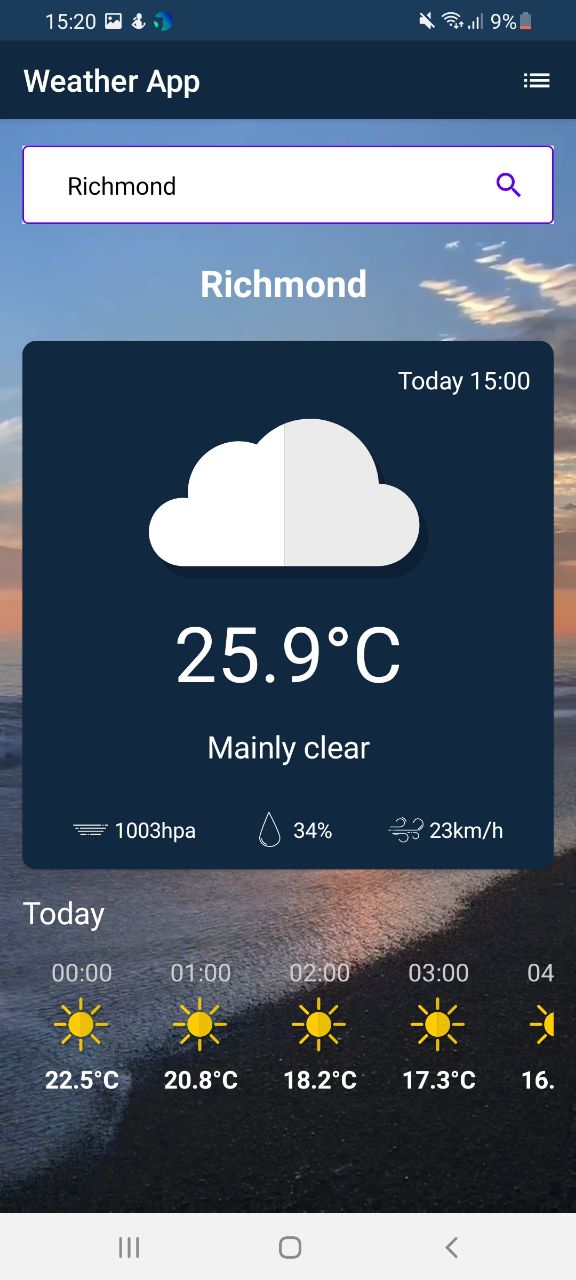 15:20 9%
Weather App
Richmond
Richmond
Today 15:00
25.9°C
Mainly clear
1003hpa 34% 23km/h
Today
00:00 01:00 02:00 03:00 04
22.5°C 20.8°C 18.2°C 17.3°C 16.